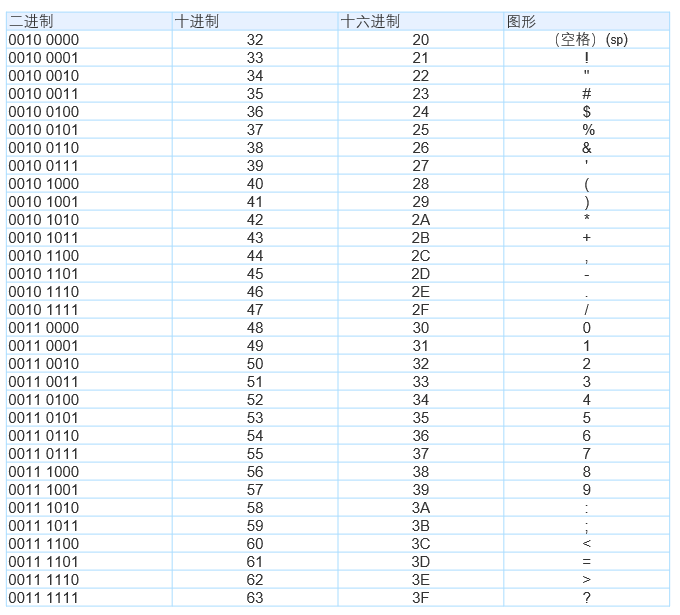 二进制 十进制 十六进制 图形
0010 0000 32 20 （空格）(sp)
0010 0001 33 21 !
0010 0010 34 22 "
0010 0011 35 23 #
0010 0100 36 24 $
0010 0101 37 25 %
0010 0110 38 26 &
0010 0111 39 27 '
0010 1000 40 28 (
0010 1001 41 29 )
0010 1010 42 2A *
0010 1011 43 2B +
0010 1100 44 2C ,
0010 1101 45 2D -
0010 1110 46 2E .
0010 1111 47 2F /
0011 0000 48 30 0
0011 0001 49 31 1
0011 0010 50 32 2
0011 0011 51 33 3
0011 0100 52 34 4
0011 0101 53 35 5
0011 0110 54 36 6
0011 0111 55 37 7
0011 1000 56 38 8
0011 1001 57 39 9
0011 1010 58 3A :
0011 1011 59 3B ;
0011 1100 60 3C <
0011 1101 61 3D =
0011 1110 62 3E >
0011 1111 63 3F ?